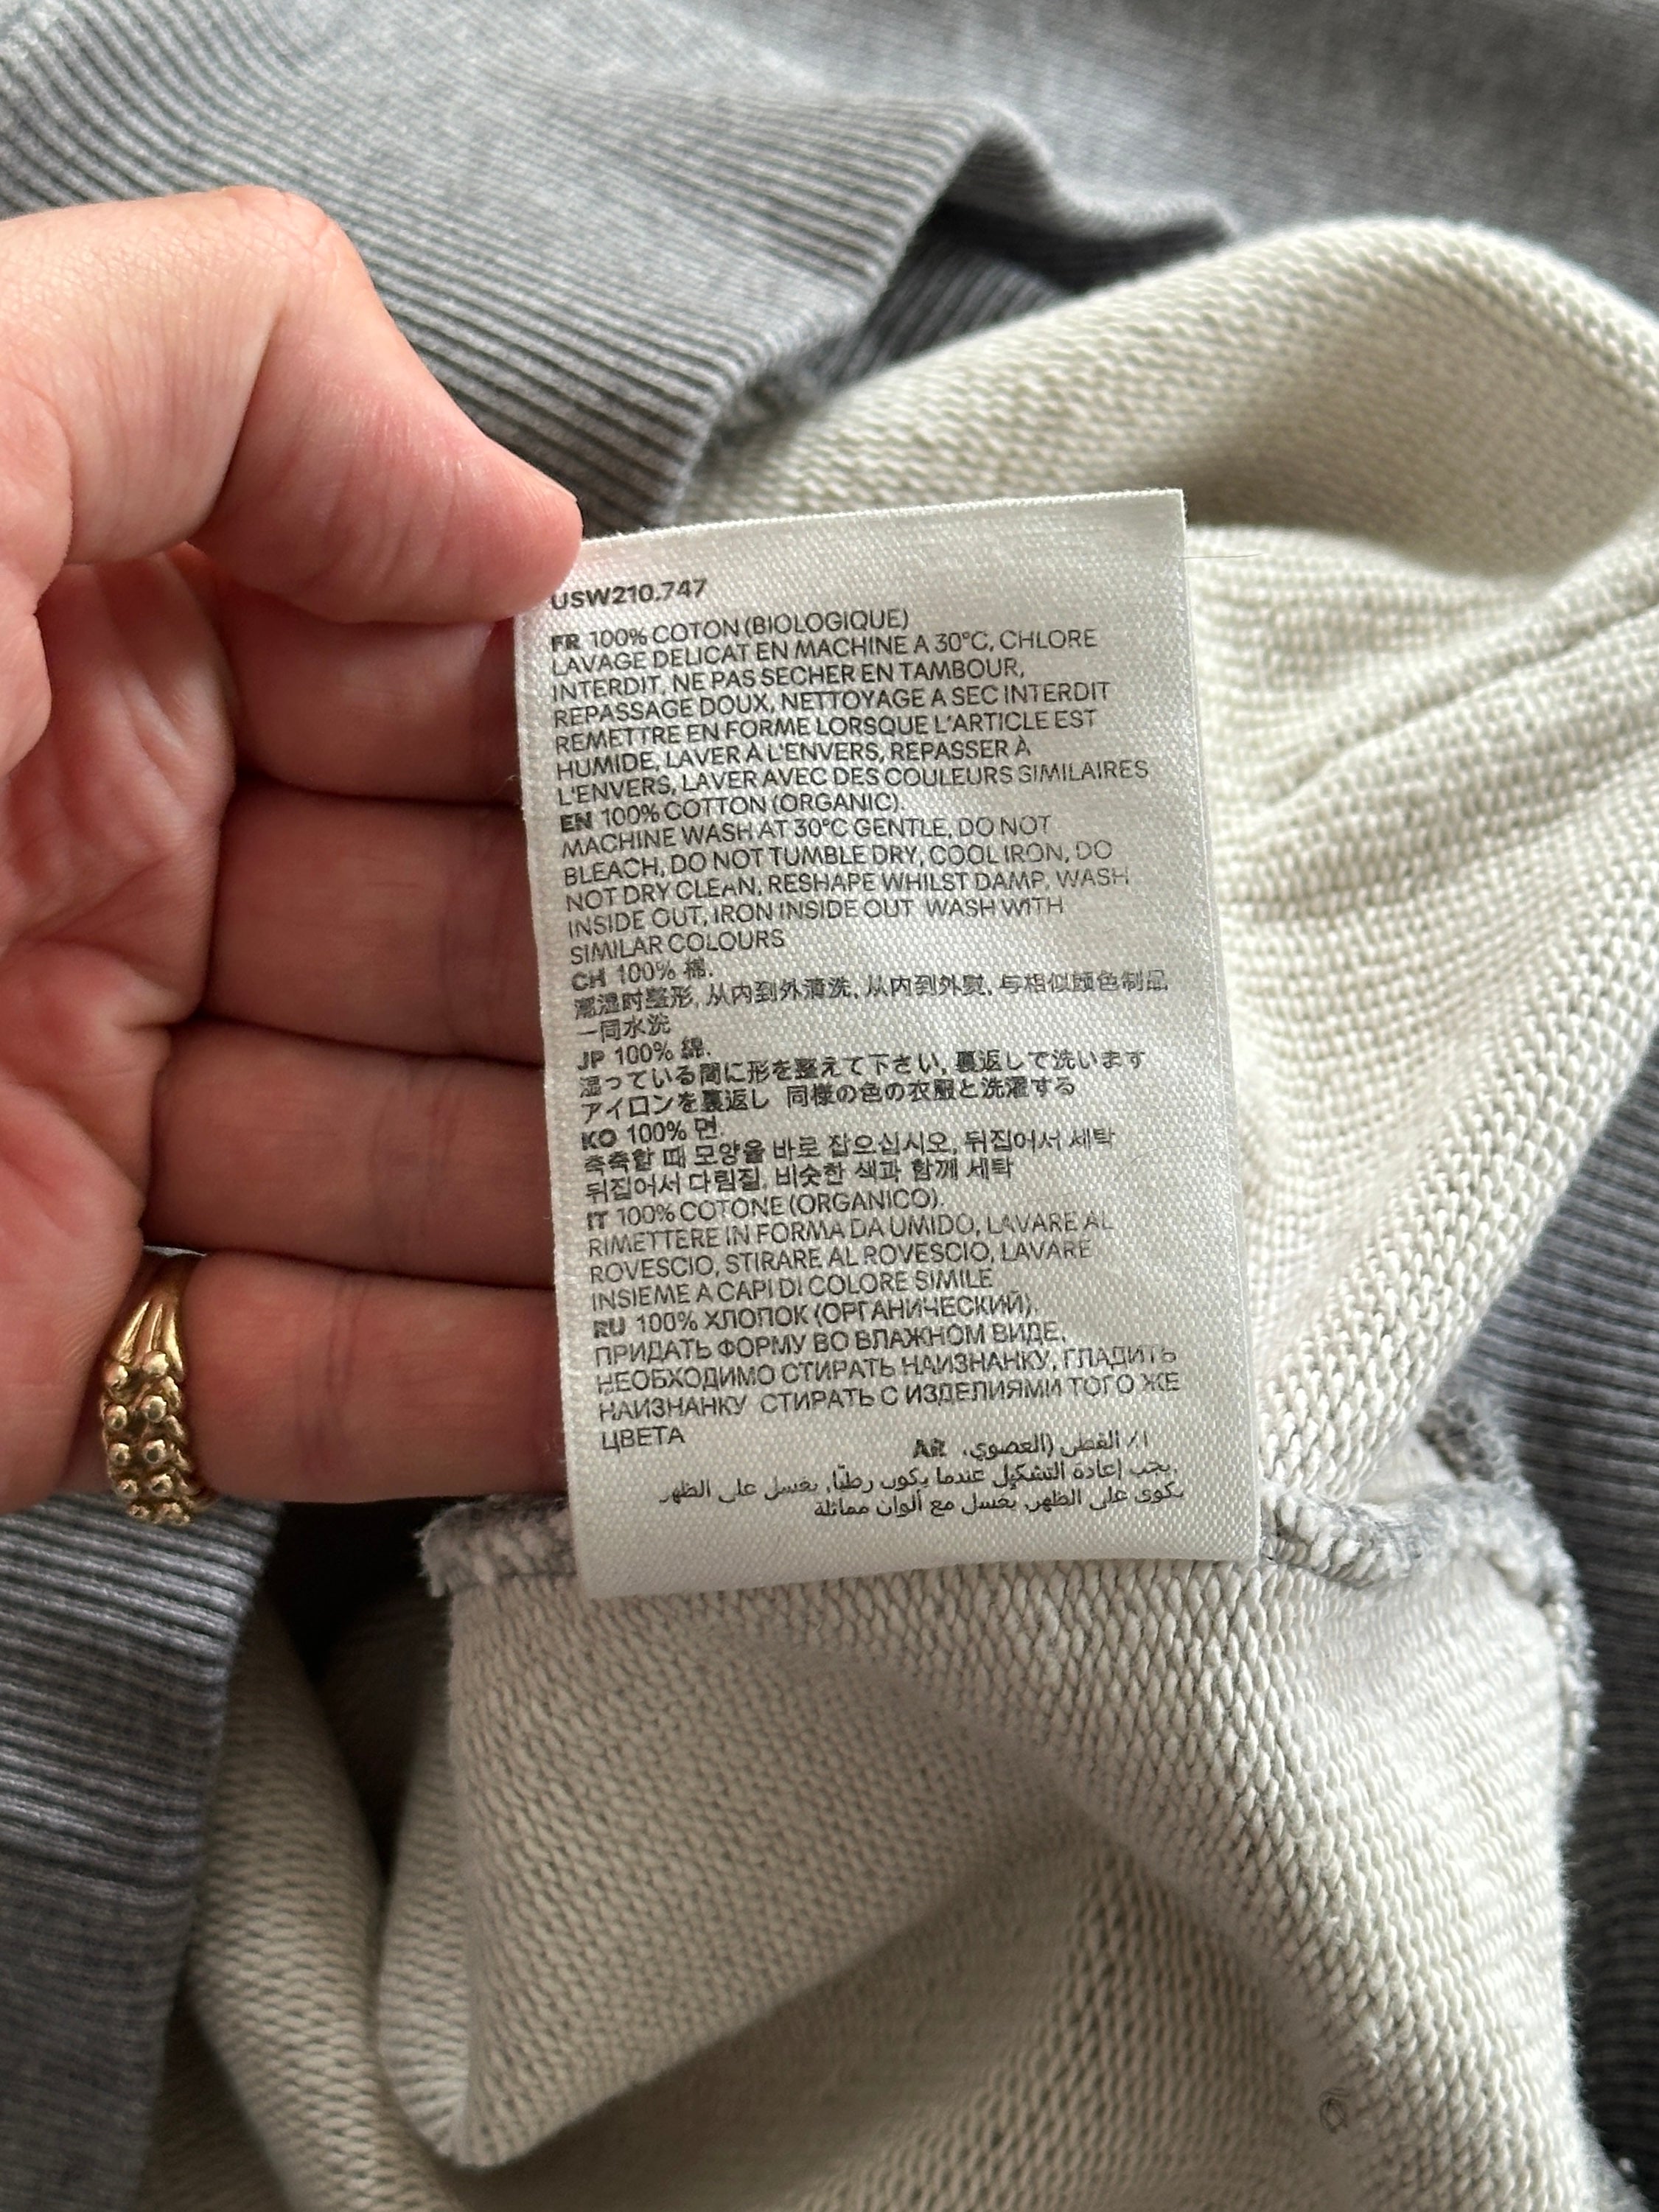 USW210.747
FR 100% COTON (BIOLOGIQUE)
LAVAGE DELICAT EN MACHINE A 30°C, CHLORE
INTERDIT, NE PAS SECHER EN TAMBOUR,
REPASSAGE DOUX, NETTOYAGE A SEC INTERDIT
REMETTRE EN FORME LORSQUE L'ARTICLE EST
HUMIDE, LAVER À L'ENVERS, REPASSER À
L'ENVERS, LAVER AVEC DES COULEURS SIMILAIRES
EN 100% COTTON (ORGANIC).
MACHINE WASH AT 30°C GENTLE, DO NOT
BLEACH, DO NOT TUMBLE DRY, COOL IRON, DO
NOT DRY CLEAN, RESHAPE WHILST DAMP, WASH
INSIDE OUT, IRON INSIDE OUT WASH WITH
SIMILAR COLOURS
CH 100% 棉.
潮湿时整形, 从内到外清洗, 从内到外熨, 与相似颜色制品
一同水洗
JP 100% 綿.
湿っている間に形を整えて下さい, 裏返しで洗います
アイロンを裏返し 同様の色の衣服と洗濯する
KO 100% 면.
축축할 때 모양을 바로 잡으십시오, 뒤집어서 세탁
뒤집어서 다림질, 비슷한 색과 함께 세탁
IT 100% COTONE (ORGANICO).
RIMETTERE IN FORMA DA UMIDO, LAVARE AL
ROVESCIO, STIRARE AL ROVESCIO, LAVARE
INSIEME A CAPI DI COLORE SIMILE
RU 100% ХЛОПОК (ОРГАНИЧЕСКИЙ).
ПРИДАТЬ ФОРМУ ВО ВЛАЖНОМ ВИДЕ,
НЕОБХОДИМО СТИРАТЬ НАИЗНАНКУ, ГЛАДИТЬ
НАИЗНАНКУ СТИРАТЬ С ИЗДЕЛИЯМИ ТОГО ЖЕ
ЦВЕТА
القطن (العضوي. AR
يجب إعادة التشكيل عندما يكون رطبًا, يغسل على الظهر
يكوى على الظهر, يغسل مع ألوان مماثلة